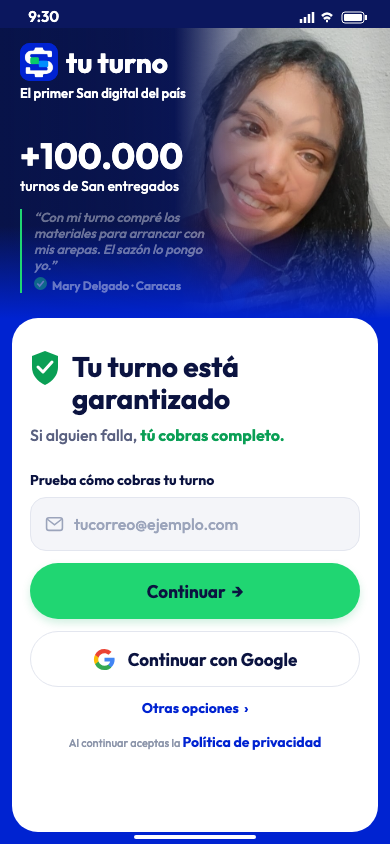 9:30
tu turno
El primer San digital del país
+100.000
turnos de San entregados
“Con mi turno compré los
materiales para arrancar con
mis arepas. El sazón lo pongo
yo.”
Mary Delgado · Caracas
Tu turno está
garantizado
Si alguien falla, tú cobras completo.
Prueba cómo cobras tu turno
tucorreo@ejemplo.com
Continuar →
Continuar con Google
Otras opciones ›
Al continuar aceptas la Política de privacidad